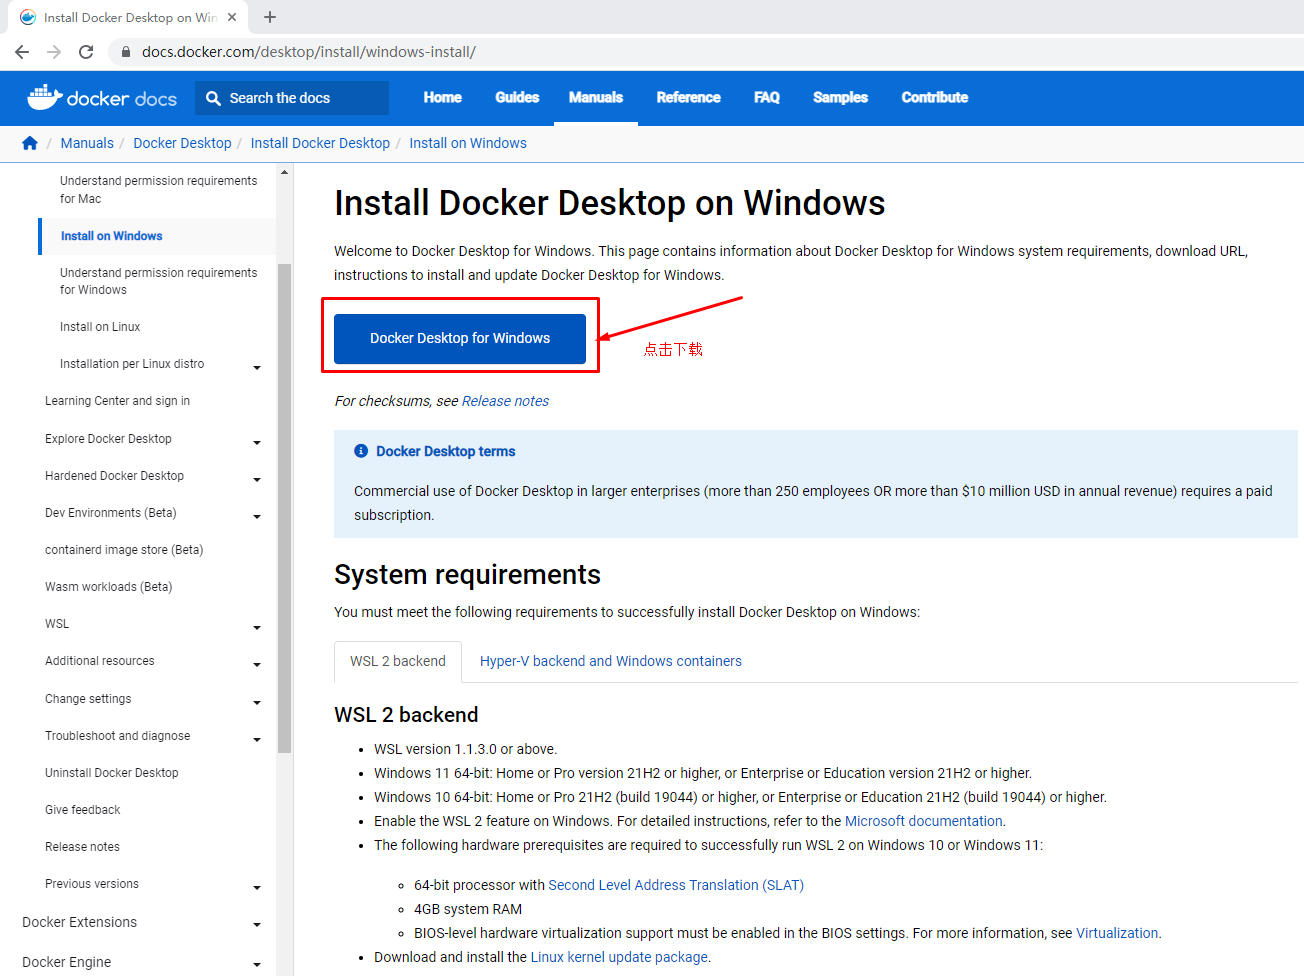 Install Docker Desktop on Win
docs.docker.com/desktop/install/windows-install/
docker docs
Search the docs
Home
Guides
Manuals
Reference
FAQ
Samples
Contribute
/ Manuals / Docker Desktop / Install Docker Desktop / Install on Windows
Understand permission requirements
for Mac
Install on Windows
Understand permission requirements
for Windows
Install on Linux
Installation per Linux distro
Learning Center and sign in
Explore Docker Desktop
Hardened Docker Desktop
Dev Environments (Beta)
containerd image store (Beta)
Wasm workloads (Beta)
WSL
Additional resources
Change settings
Troubleshoot and diagnose
Uninstall Docker Desktop
Give feedback
Release notes
Previous versions
Docker Extensions
Docker Engine
Install Docker Desktop on Windows
Welcome to Docker Desktop for Windows. This page contains information about Docker Desktop for Windows system requirements, download URL,
instructions to install and update Docker Desktop for Windows.
Docker Desktop for Windows
点击下载
For checksums, see Release notes
Docker Desktop terms
Commercial use of Docker Desktop in larger enterprises (more than 250 employees OR more than $10 million USD in annual revenue) requires a paid
subscription.
System requirements
You must meet the following requirements to successfully install Docker Desktop on Windows:
WSL 2 backend
Hyper-V backend and Windows containers
WSL 2 backend
• WSL version 1.1.3.0 or above.
• Windows 11 64-bit: Home or Pro version 21H2 or higher, or Enterprise or Education version 21H2 or higher.
• Windows 10 64-bit: Home or Pro 21H2 (build 19044) or higher, or Enterprise or Education 21H2 (build 19044) or higher.
• Enable the WSL 2 feature on Windows. For detailed instructions, refer to the Microsoft documentation.
• The following hardware prerequisites are required to successfully run WSL 2 on Windows 10 or Windows 11:
◦ 64-bit processor with Second Level Address Translation (SLAT)
◦ 4GB system RAM
◦ BIOS-level hardware virtualization support must be enabled in the BIOS settings. For more information, see Virtualization.
• Download and install the Linux kernel update package.